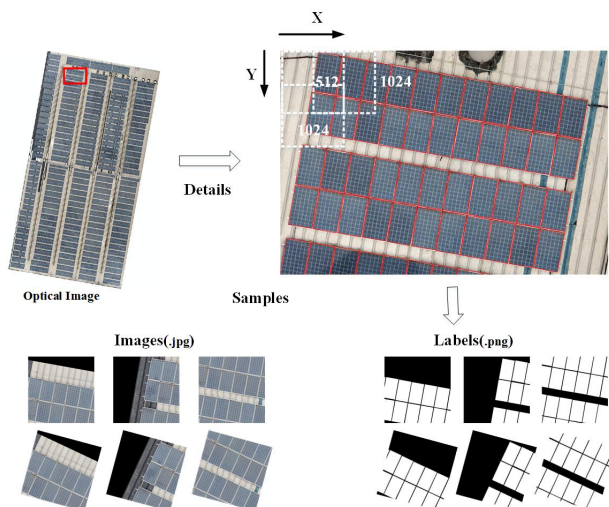 X
Y
512
1024
1024
Details
Optical Image
Samples
Images(.jpg)
Labels(.png)